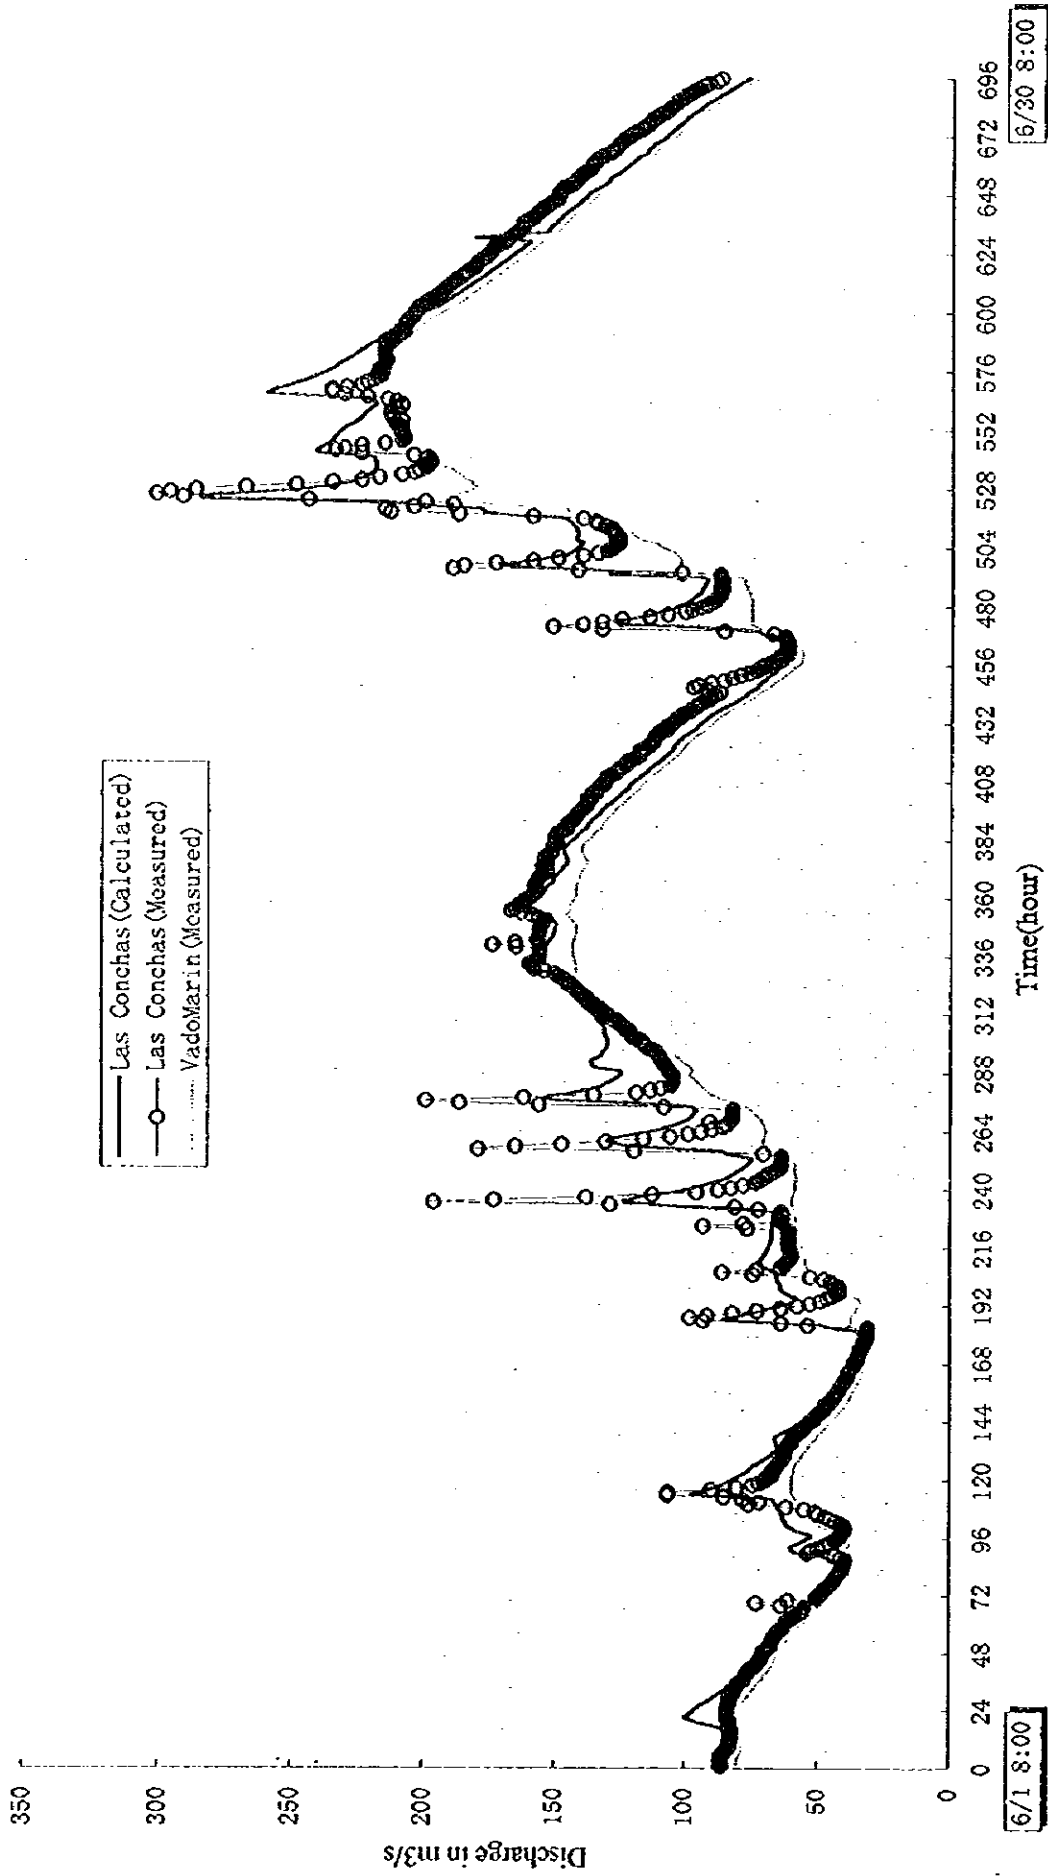 Las Conchas (Calculated)
Las Conchas (Measured)
VadoMarin (Measured)
Discharge in m3/s
350
300
250
200
150
100
50
0
0 24 48 72 96 120 144 168 192 216 240 264 288 312 336 360 384 408 432 456 480 504 528 552 576 600 624 648 672 696
Time(hour)
6/1 8:00
6/30 8:00